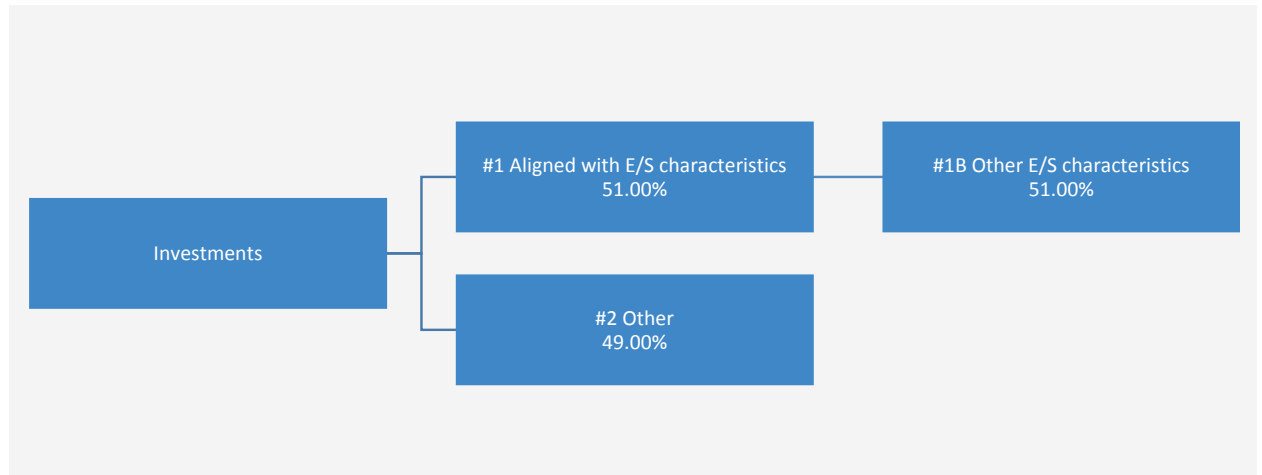 Investments
#1 Aligned with E/S characteristics
51.00%
#1B Other E/S characteristics
51.00%
#2 Other
49.00%